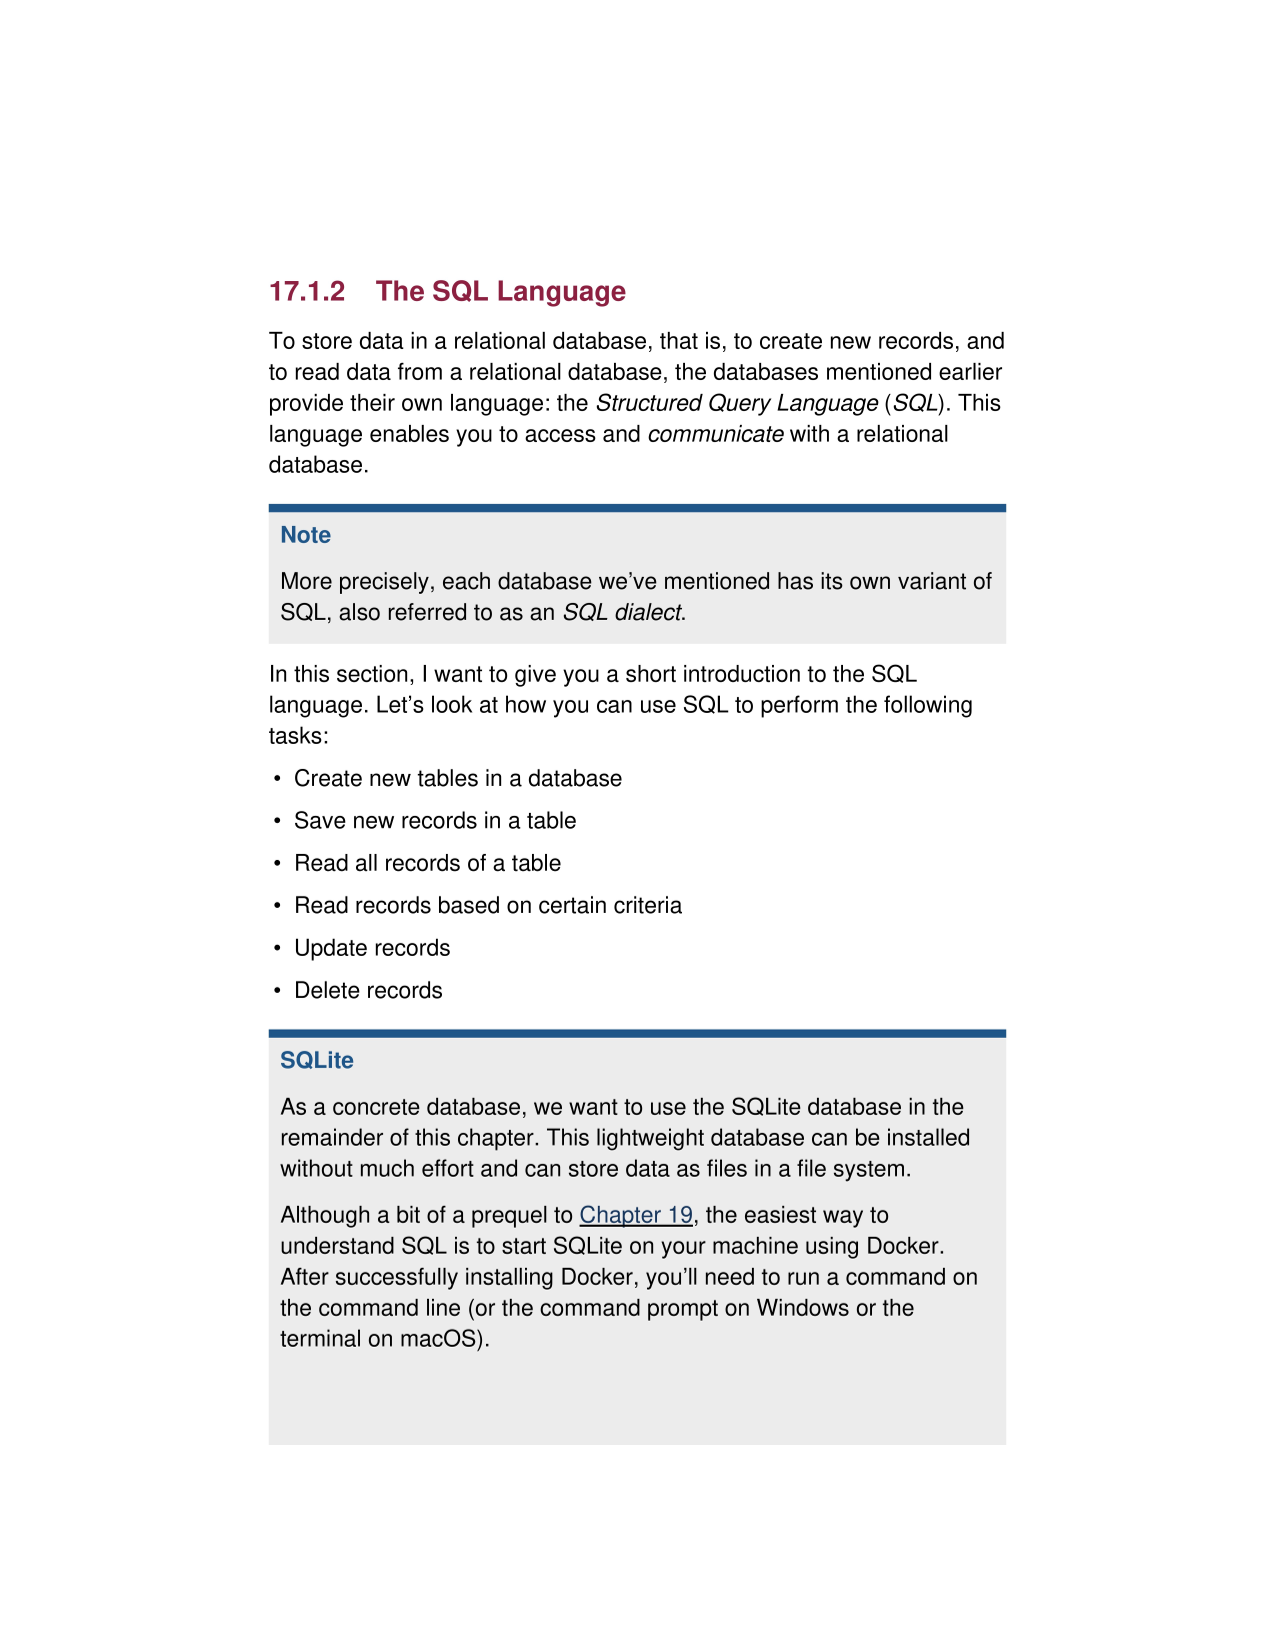 17.1.2 The SQL Language
To store data in a relational database, that is, to create new records, and
to read data from a relational database, the databases mentioned earlier
provide their own language: the Structured Query Language (SQL). This
language enables you to access and communicate with a relational
database.
Note
More precisely, each database we’ve mentioned has its own variant of
SQL, also referred to as an SQL dialect.
In this section, I want to give you a short introduction to the SQL
language. Let’s look at how you can use SQL to perform the following
tasks:
• Create new tables in a database
• Save new records in a table
• Read all records of a table
• Read records based on certain criteria
• Update records
• Delete records
SQLite
As a concrete database, we want to use the SQLite database in the
remainder of this chapter. This lightweight database can be installed
without much effort and can store data as files in a file system.
Although a bit of a prequel to Chapter 19, the easiest way to
understand SQL is to start SQLite on your machine using Docker.
After successfully installing Docker, you’ll need to run a command on
the command line (or the command prompt on Windows or the
terminal on macOS).